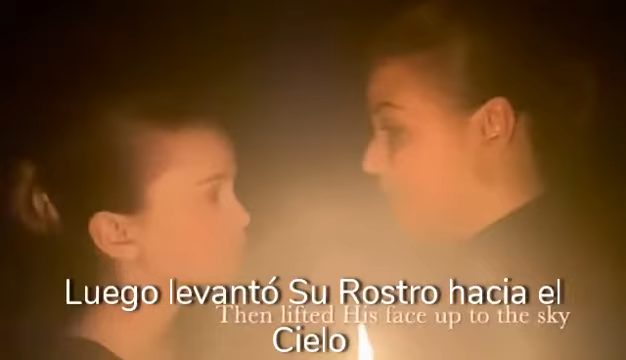 Luego levantó Su Rostro hacia el
Then lifted His face up to the sky
Cielo